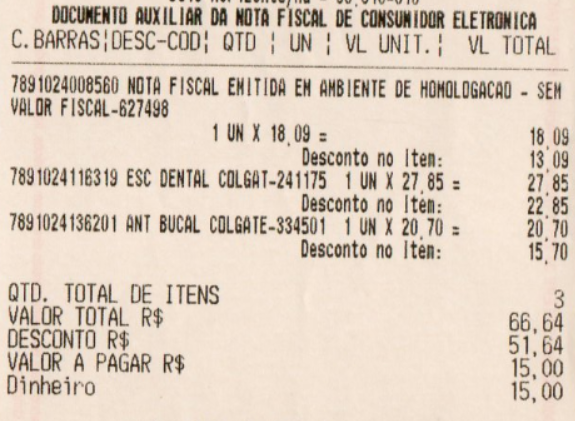 DOCUMENTO AUXILIAR DA NOTA FISCAL DE CONSUMIDOR ELETRONICA
C.BARRAS¦DESC-COD¦ QTD ¦ UN ¦ VL UNIT.¦ VL TOTAL
7891024008560 NOTA FISCAL EMITIDA EM AMBIENTE DE HOMOLOGACAO - SEM
VALOR FISCAL-627498
1 UN X 18,09 = 18,09
Desconto no Item: 13,09
7891024116319 ESC DENTAL COLGAT-241175 1 UN X 27,85 = 27,85
Desconto no Item: 22,85
7891024136201 ANT BUCAL COLGATE-334501 1 UN X 20,70 = 20,70
Desconto no Item: 15,70
QTD. TOTAL DE ITENS 3
VALOR TOTAL R$ 66,64
DESCONTO R$ 51,64
VALOR A PAGAR R$ 15,00
Dinheiro 15,00